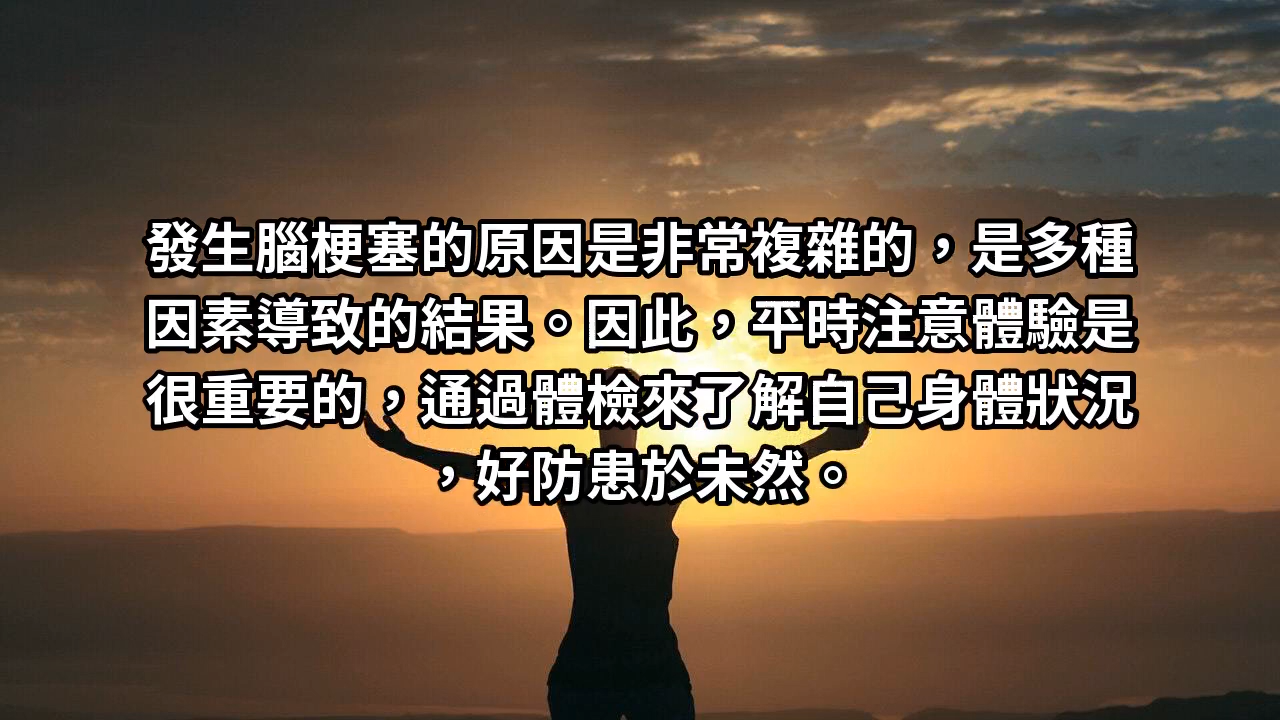 發生腦梗塞的原因是非常複雜的，是多種
因素導致的結果。因此，平時注意體驗是
很重要的，通過體檢來了解自己身體狀況
，好防患於未然。